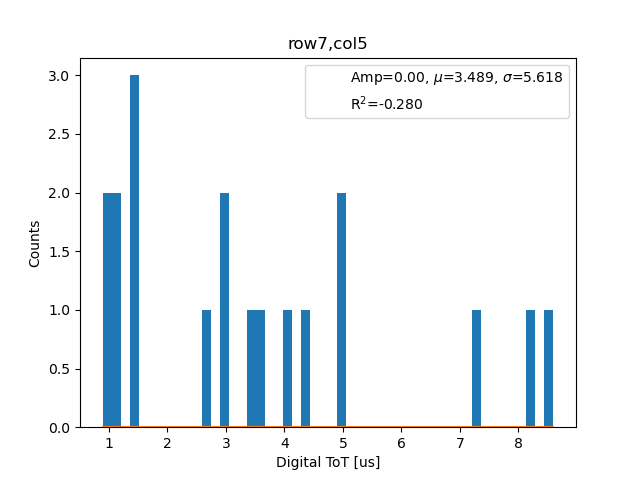 row7,col5
Amp=0.00, μ=3.489, σ=5.618
R²=-0.280
3.0
2.5
2.0
1.5
1.0
0.5
0.0
Counts
1 2 3 4 5 6 7 8
Digital ToT [us]